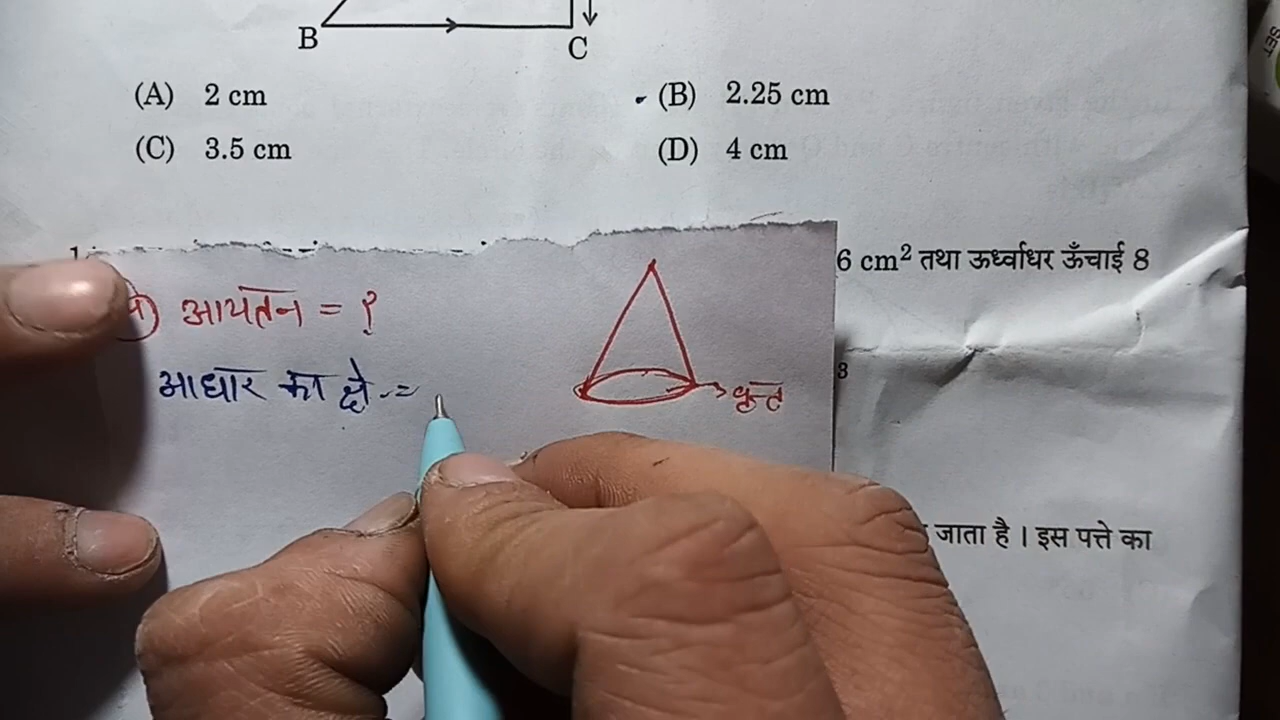 B
C
(A) 2 cm
(B) 2.25 cm
(C) 3.5 cm
(D) 4 cm
6 cm² तथा ऊर्ध्वाधर ऊँचाई 8
आयतन = ?
3
आधार का क्षे. =
वृत्त
जाता है । इस पत्ते का